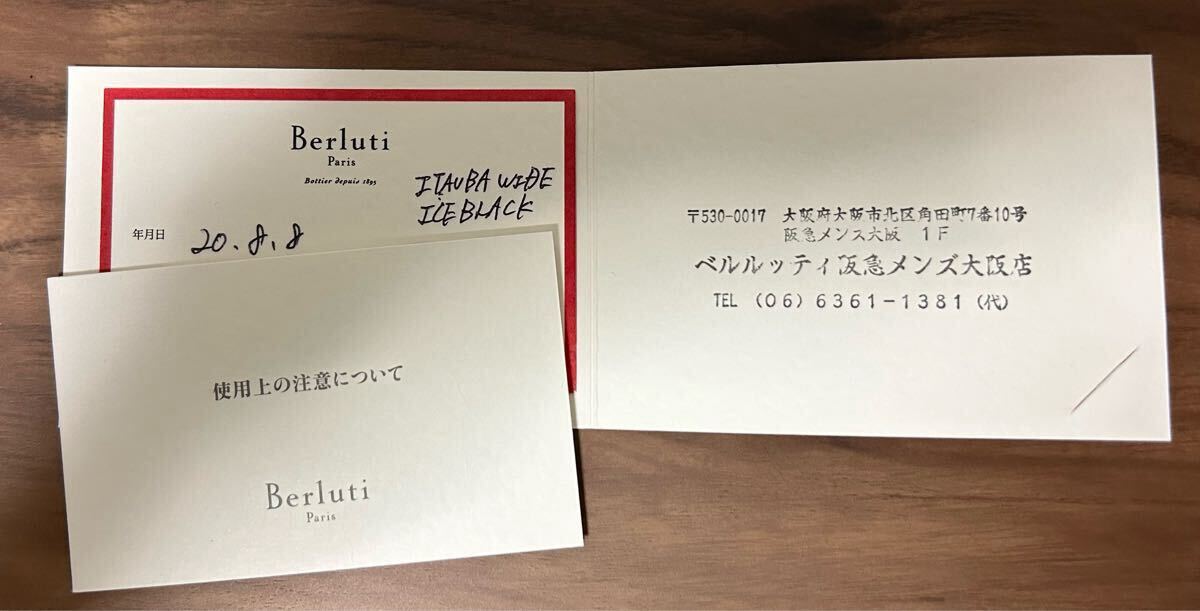 Berluti
Paris
Bottier depuis 1895
ITAUBA WIDE
ICE BLACK
年月日 20.8.8
〒530-0017 大阪府大阪市北区角田町7番10号
阪急メンズ大阪 1F
ベルルッティ阪急メンズ大阪店
TEL (06) 6361-1381 (代)
使用上の注意について
Berluti
Paris